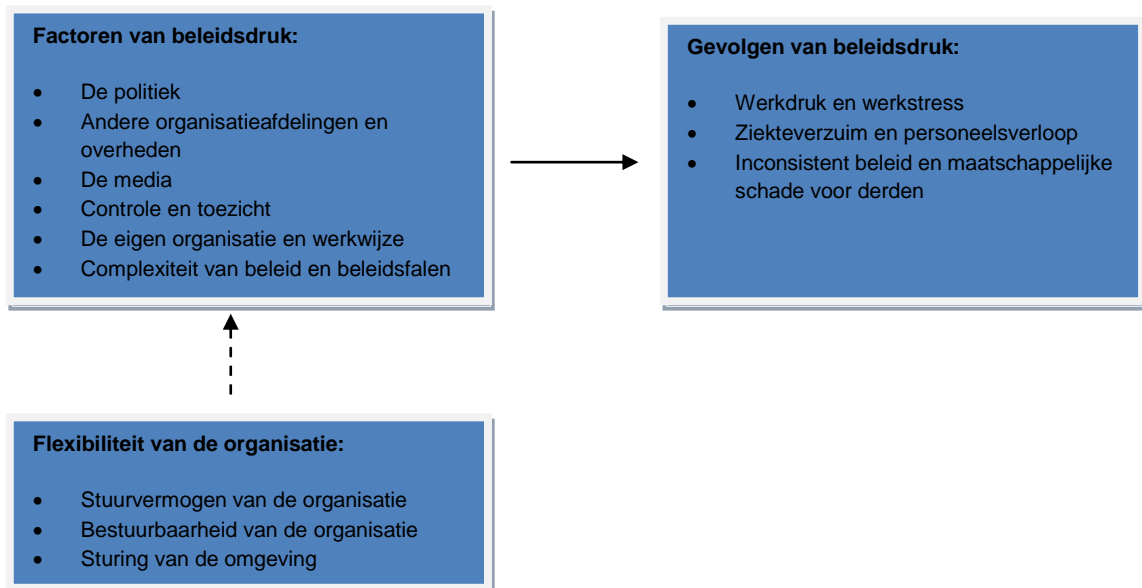 Factoren van beleidsdruk:
• De politiek
• Andere organisatieafdelingen en
overheden
• De media
• Controle en toezicht
• De eigen organisatie en werkwijze
• Complexiteit van beleid en beleidsfalen
Gevolgen van beleidsdruk:
• Werkdruk en werkstress
• Ziekteverzuim en personeelsverloop
• Inconsistent beleid en maatschappelijke
schade voor derden
Flexibiliteit van de organisatie:
• Stuurvermogen van de organisatie
• Bestuurbaarheid van de organisatie
• Sturing van de omgeving